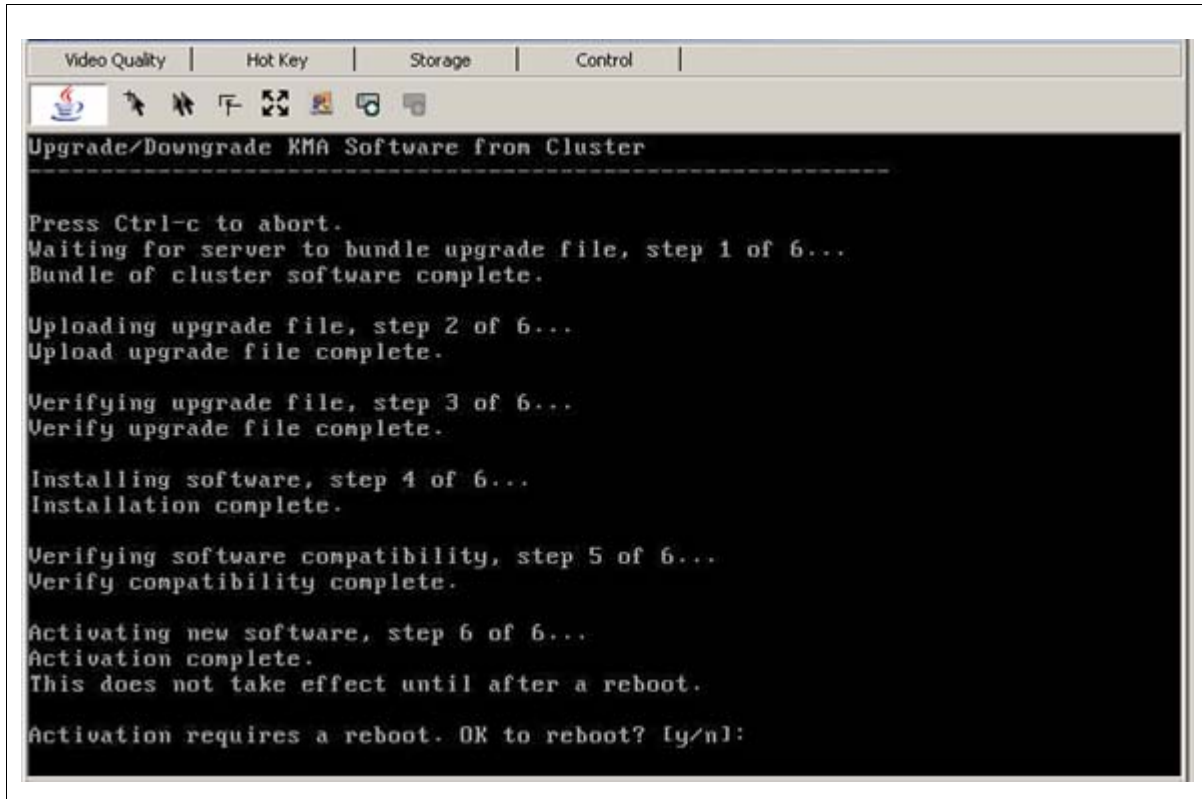 Video Quality | Hot Key | Storage | Control |
Upgrade/Downgrade KMA Software from Cluster
------------------------------------------------------------
Press Ctrl-c to abort.
Waiting for server to bundle upgrade file, step 1 of 6...
Bundle of cluster software complete.
Uploading upgrade file, step 2 of 6...
Upload upgrade file complete.
Verifying upgrade file, step 3 of 6...
Verify upgrade file complete.
Installing software, step 4 of 6...
Installation complete.
Verifying software compatibility, step 5 of 6...
Verify compatibility complete.
Activating new software, step 6 of 6...
Activation complete.
This does not take effect until after a reboot.
Activation requires a reboot. OK to reboot? [y/n]: